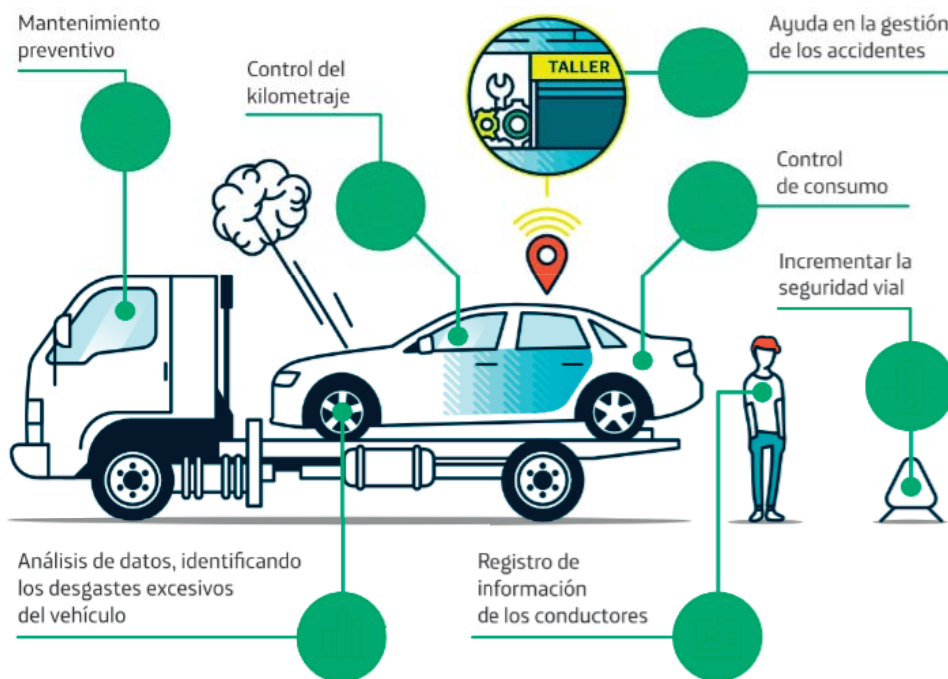 Mantenimiento
preventivo
Control del
kilometraje
TALLER
Ayuda en la gestión
de los accidentes
Control
de consumo
Incrementar la
seguridad vial
Análisis de datos, identificando
los desgastes excesivos
del vehículo
Registro de
información
de los conductores